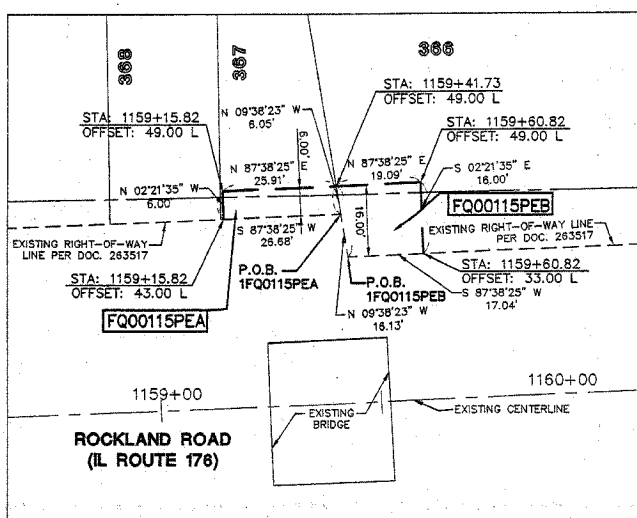 368
367
366
STA: 1159+15.82
OFFSET: 49.00 L
N 09°38'23" W
6.05'
STA: 1159+41.73
OFFSET: 49.00 L
STA: 1159+60.82
OFFSET: 49.00 L
N 02°21'35" W
6.00'
N 87°38'25" E
25.91'
6.00'
N 87°38'25" E
19.09'
S 02°21'35" E
16.00'
FQ00115PEB
EXISTING RIGHT-OF-WAY
LINE PER DOC. 263517
S 87°38'25" W
26.68'
16.00'
EXISTING RIGHT-OF-WAY LINE
PER DOC. 263517
STA: 1159+15.82
OFFSET: 43.00 L
P.O.B.
1FQ00115PEA
P.O.B.
1FQ00115PEB
STA: 1159+60.82
OFFSET: 33.00 L
FQ00115PEA
N 09°38'23" W
16.13'
S 87°38'25" W
17.04'
1159+00
1160+00
EXISTING
BRIDGE
EXISTING CENTERLINE
ROCKLAND ROAD
(IL ROUTE 176)